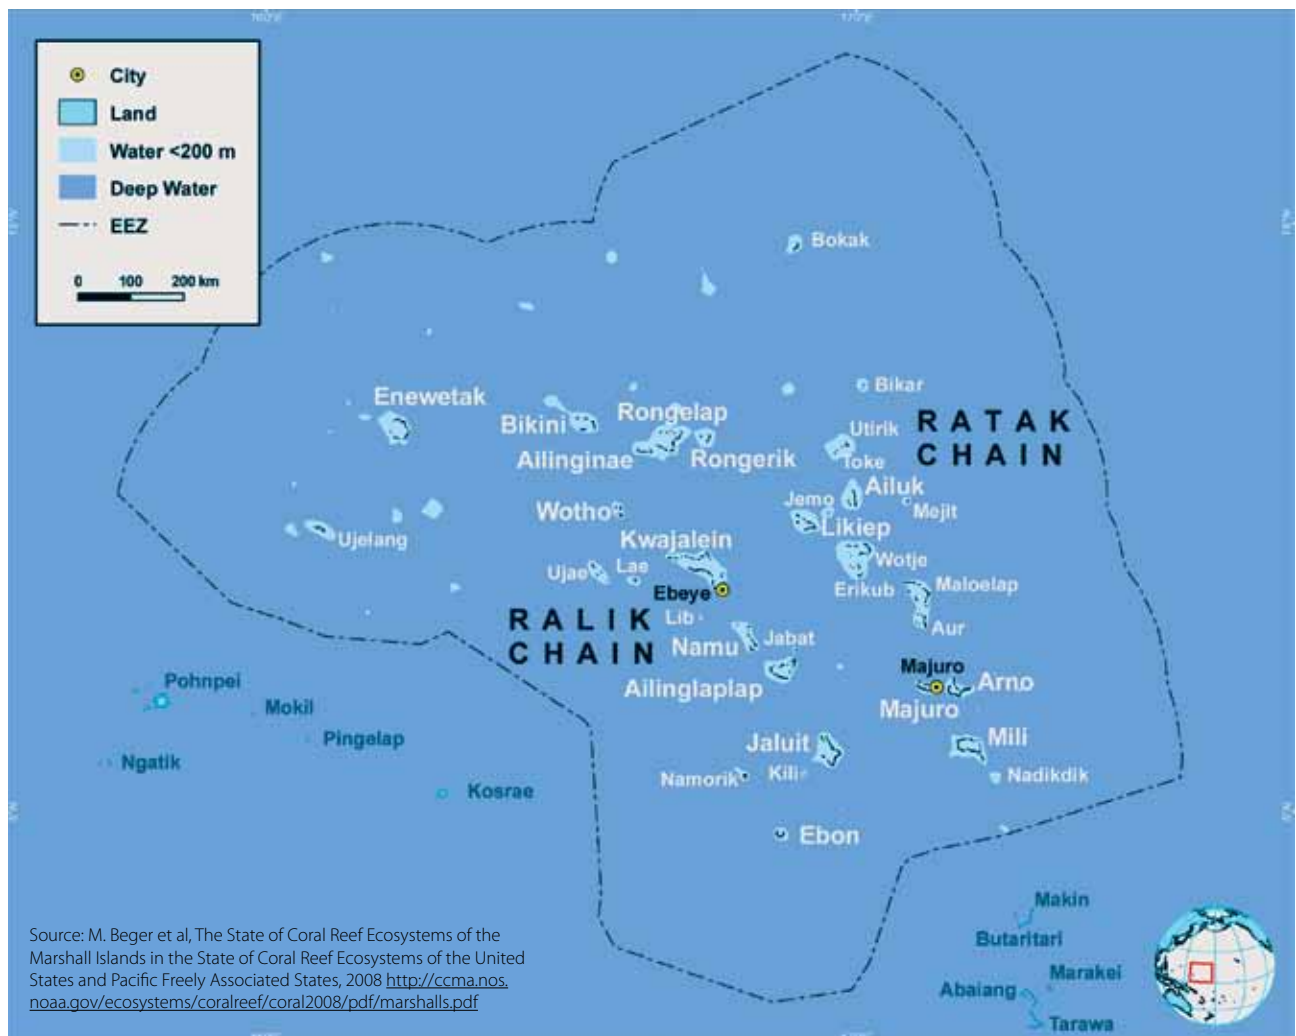 160°E
170°E
City
Land
Water <200 m
Deep Water
EEZ
0 100 200 km
Bokak
Bikar
Enewetak
Bikini
Rongelap
Ailinginae
Rongerik
RATAK
CHAIN
Utirik
Toke
Ailuk
Jemo
Mejit
Likiep
Wotho
Ujelang
Kwajalein
Wotje
Ujae
Lae
Ebeye
Erikub
Maloelap
RALIK
CHAIN
Lib
Aur
Namu
Jabat
Ailinglaplap
Majuro
Arno
Majuro
Pohnpei
Mokil
Pingelap
Ngatik
Kosrae
Jaluit
Mili
Namorik
Kili
Nadikdik
Ebon
Makin
Butaritari
Marakei
Abaiang
Tarawa
Source: M. Beger et al, The State of Coral Reef Ecosystems of the
Marshall Islands in the State of Coral Reef Ecosystems of the United
States and Pacific Freely Associated States, 2008 http://ccma.nos.
noaa.gov/ecosystems/coralreef/coral2008/pdf/marshalls.pdf